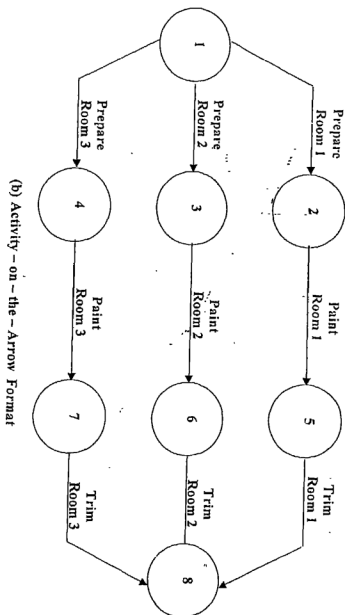 1
Prepare
Room 1
2
Paint
Room 1
5
Trim
Room 1
Prepare
Room 2
3
Paint
Room 2
6
Trim
Room 2
8
Prepare
Room 3
4
Paint
Room 3
7
Trim
Room 3
(b) Activity – on – the – Arrow Format